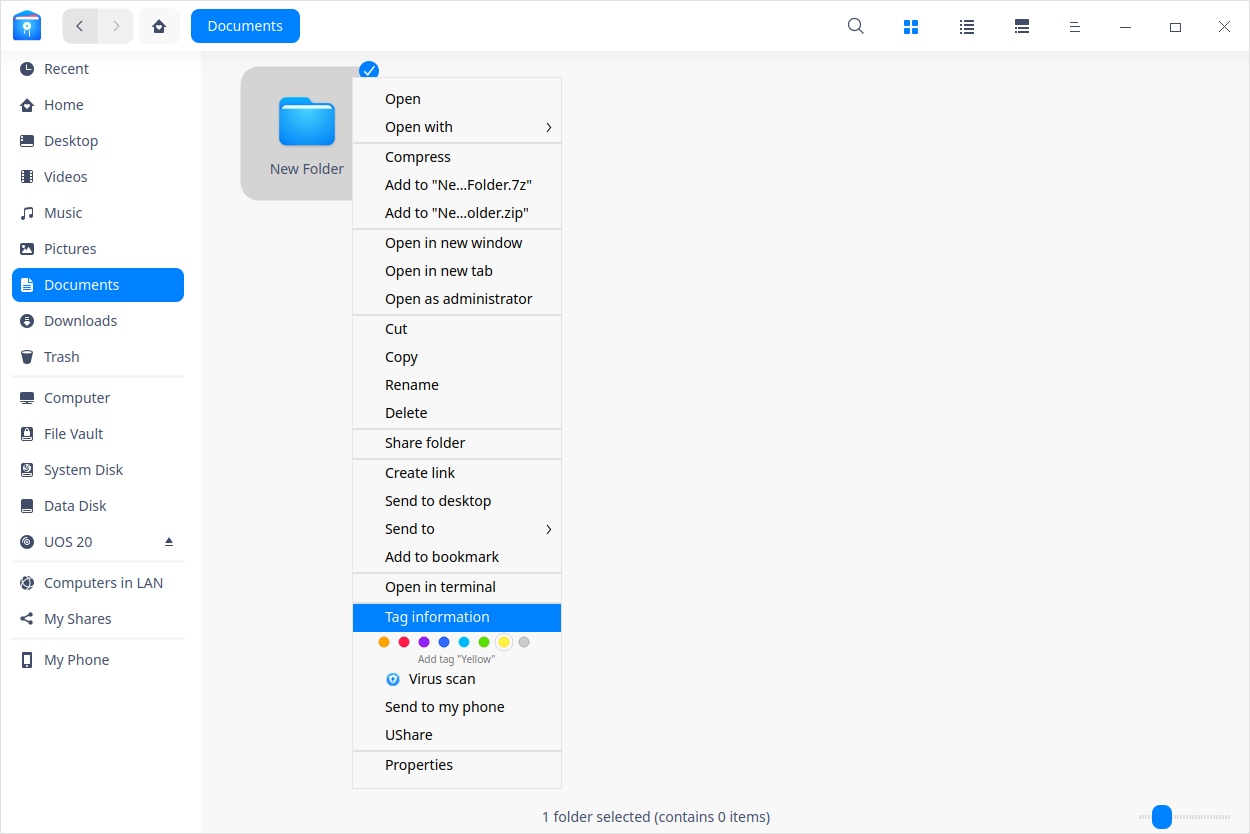 Documents
Recent
Home
Desktop
Videos
Music
Pictures
Documents
Downloads
Trash
Computer
File Vault
System Disk
Data Disk
UOS 20
Computers in LAN
My Shares
My Phone
New Folder
Open
Open with
Compress
Add to "Ne...Folder.7z"
Add to "Ne...older.zip"
Open in new window
Open in new tab
Open as administrator
Cut
Copy
Rename
Delete
Share folder
Create link
Send to desktop
Send to
Add to bookmark
Open in terminal
Tag information
Add tag "Yellow"
Virus scan
Send to my phone
UShare
Properties
1 folder selected (contains 0 items)